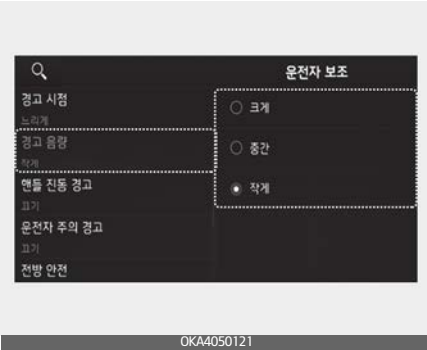 운전자 보조
경고 시점
느리게
경고 음량
작게
핸들 진동 경고
끄기
운전자 주의 경고
끄기
전방 안전
크게
중간
작게
OKA4050121